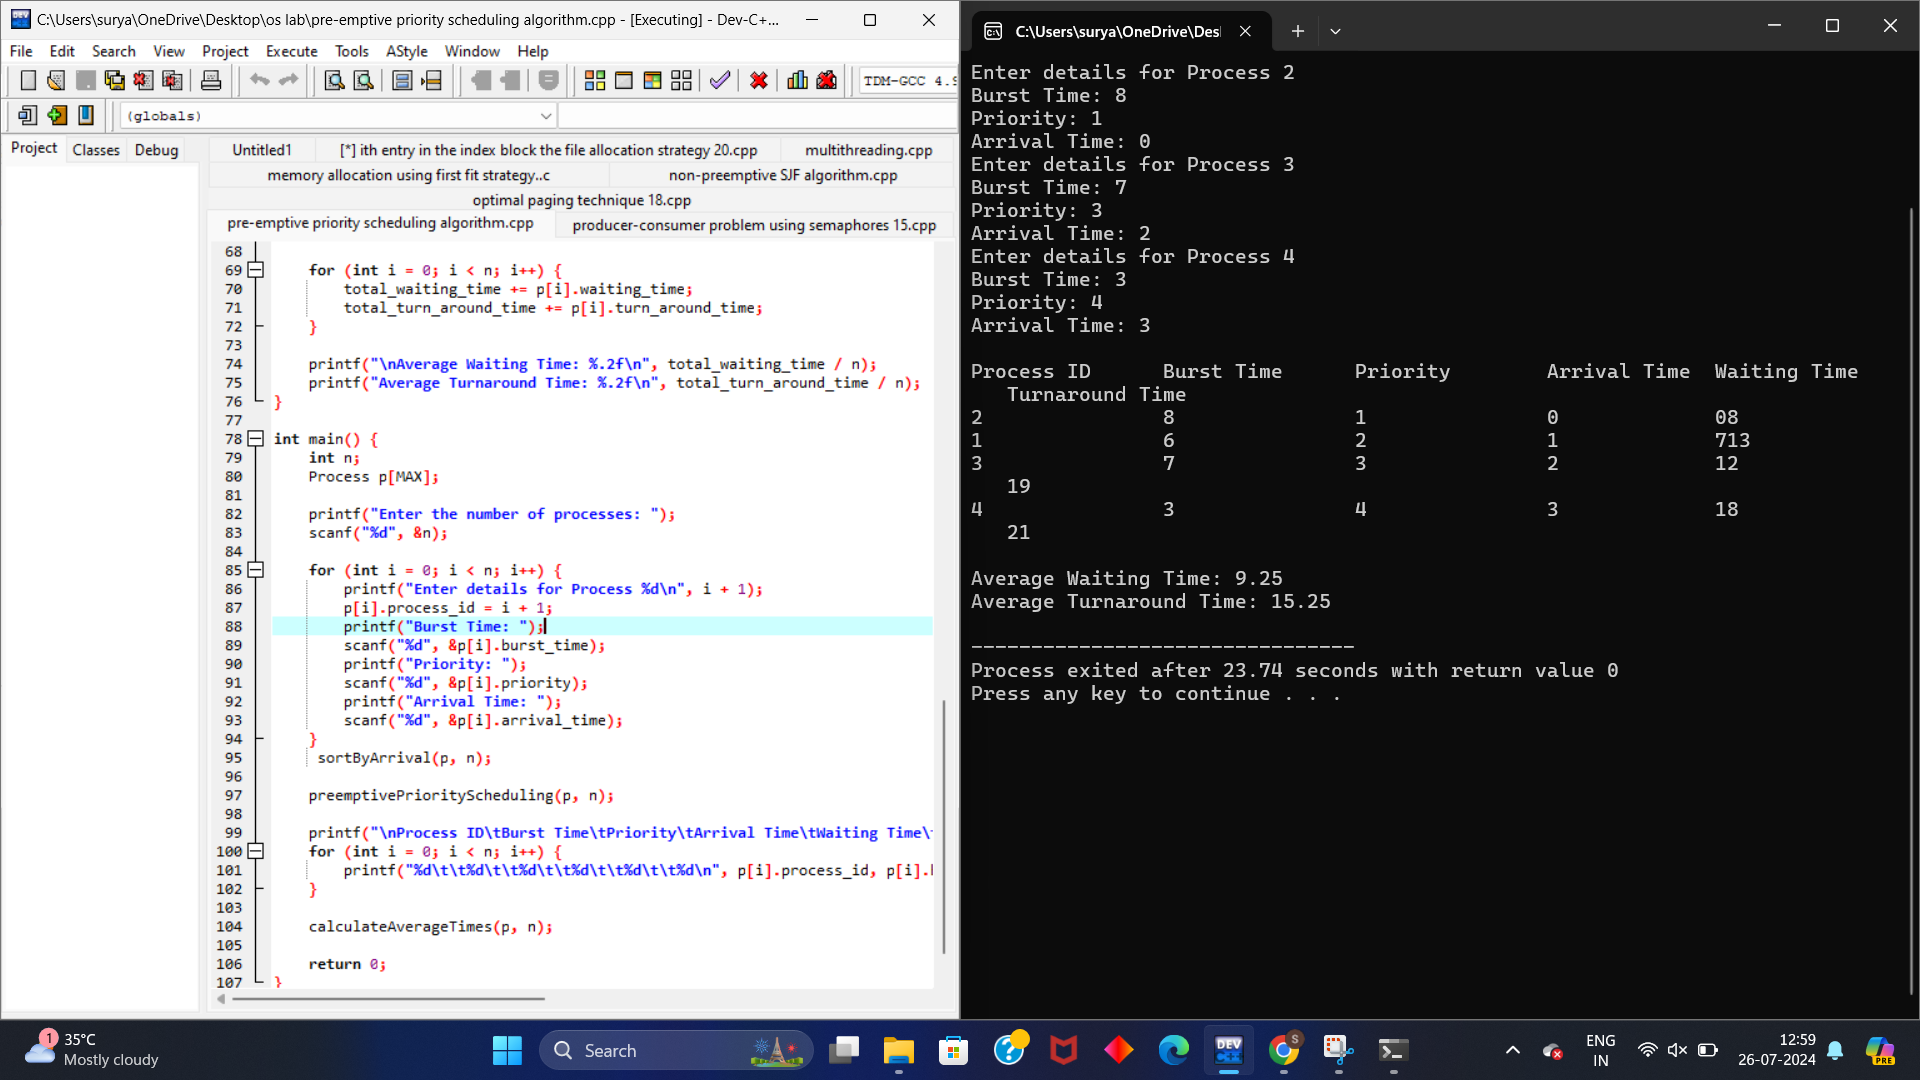 C:\Users\surya\OneDrive\Desktop\os lab\pre-emptive priority scheduling algorithm.cpp - [Executing] - Dev-C+...
File Edit Search View Project Execute Tools AStyle Window Help
TDM-GCC 4.9
(globals)
Project Classes Debug
Untitled1 [*] ith entry in the index block the file allocation strategy 20.cpp multithreading.cpp
memory allocation using first fit strategy..c non-preemptive SJF algorithm.cpp
optimal paging technique 18.cpp
pre-emptive priority scheduling algorithm.cpp producer-consumer problem using semaphores 15.cpp
68
69 for (int i = 0; i < n; i++) {
70 total_waiting_time += p[i].waiting_time;
71 total_turn_around_time += p[i].turn_around_time;
72 }
73
74 printf("\nAverage Waiting Time: %.2f\n", total_waiting_time / n);
75 printf("Average Turnaround Time: %.2f\n", total_turn_around_time / n);
76 }
77
78 int main() {
79 int n;
80 Process p[MAX];
81
82 printf("Enter the number of processes: ");
83 scanf("%d", &n);
84
85 for (int i = 0; i < n; i++) {
86 printf("Enter details for Process %d\n", i + 1);
87 p[i].process_id = i + 1;
88 printf("Burst Time: ");
89 scanf("%d", &p[i].burst_time);
90 printf("Priority: ");
91 scanf("%d", &p[i].priority);
92 printf("Arrival Time: ");
93 scanf("%d", &p[i].arrival_time);
94 }
95 sortByArrival(p, n);
96
97 preemptivePriorityScheduling(p, n);
98
99 printf("\nProcess ID\tBurst Time\tPriority\tArrival Time\tWaiting Time\
100 for (int i = 0; i < n; i++) {
101 printf("%d\t\t%d\t\t%d\t\t%d\t\t%d\t\t%d\n", p[i].process_id, p[i].
102 }
103
104 calculateAverageTimes(p, n);
105
106 return 0;
107 }
C:\Users\surya\OneDrive\Des
Enter details for Process 2
Burst Time: 8
Priority: 1
Arrival Time: 0
Enter details for Process 3
Burst Time: 7
Priority: 3
Arrival Time: 2
Enter details for Process 4
Burst Time: 3
Priority: 4
Arrival Time: 3
Process ID Burst Time Priority Arrival Time Waiting Time
Turnaround Time
2 8 1 0 08
1 6 2 1 713
3 7 3 2 12
19
4 3 4 3 18
21
Average Waiting Time: 9.25
Average Turnaround Time: 15.25
--------------------------------
Process exited after 23.74 seconds with return value 0
Press any key to continue . . .
1
35°C
Mostly cloudy
Search
DEV
S
ENG
IN
12:59
26-07-2024
PRE